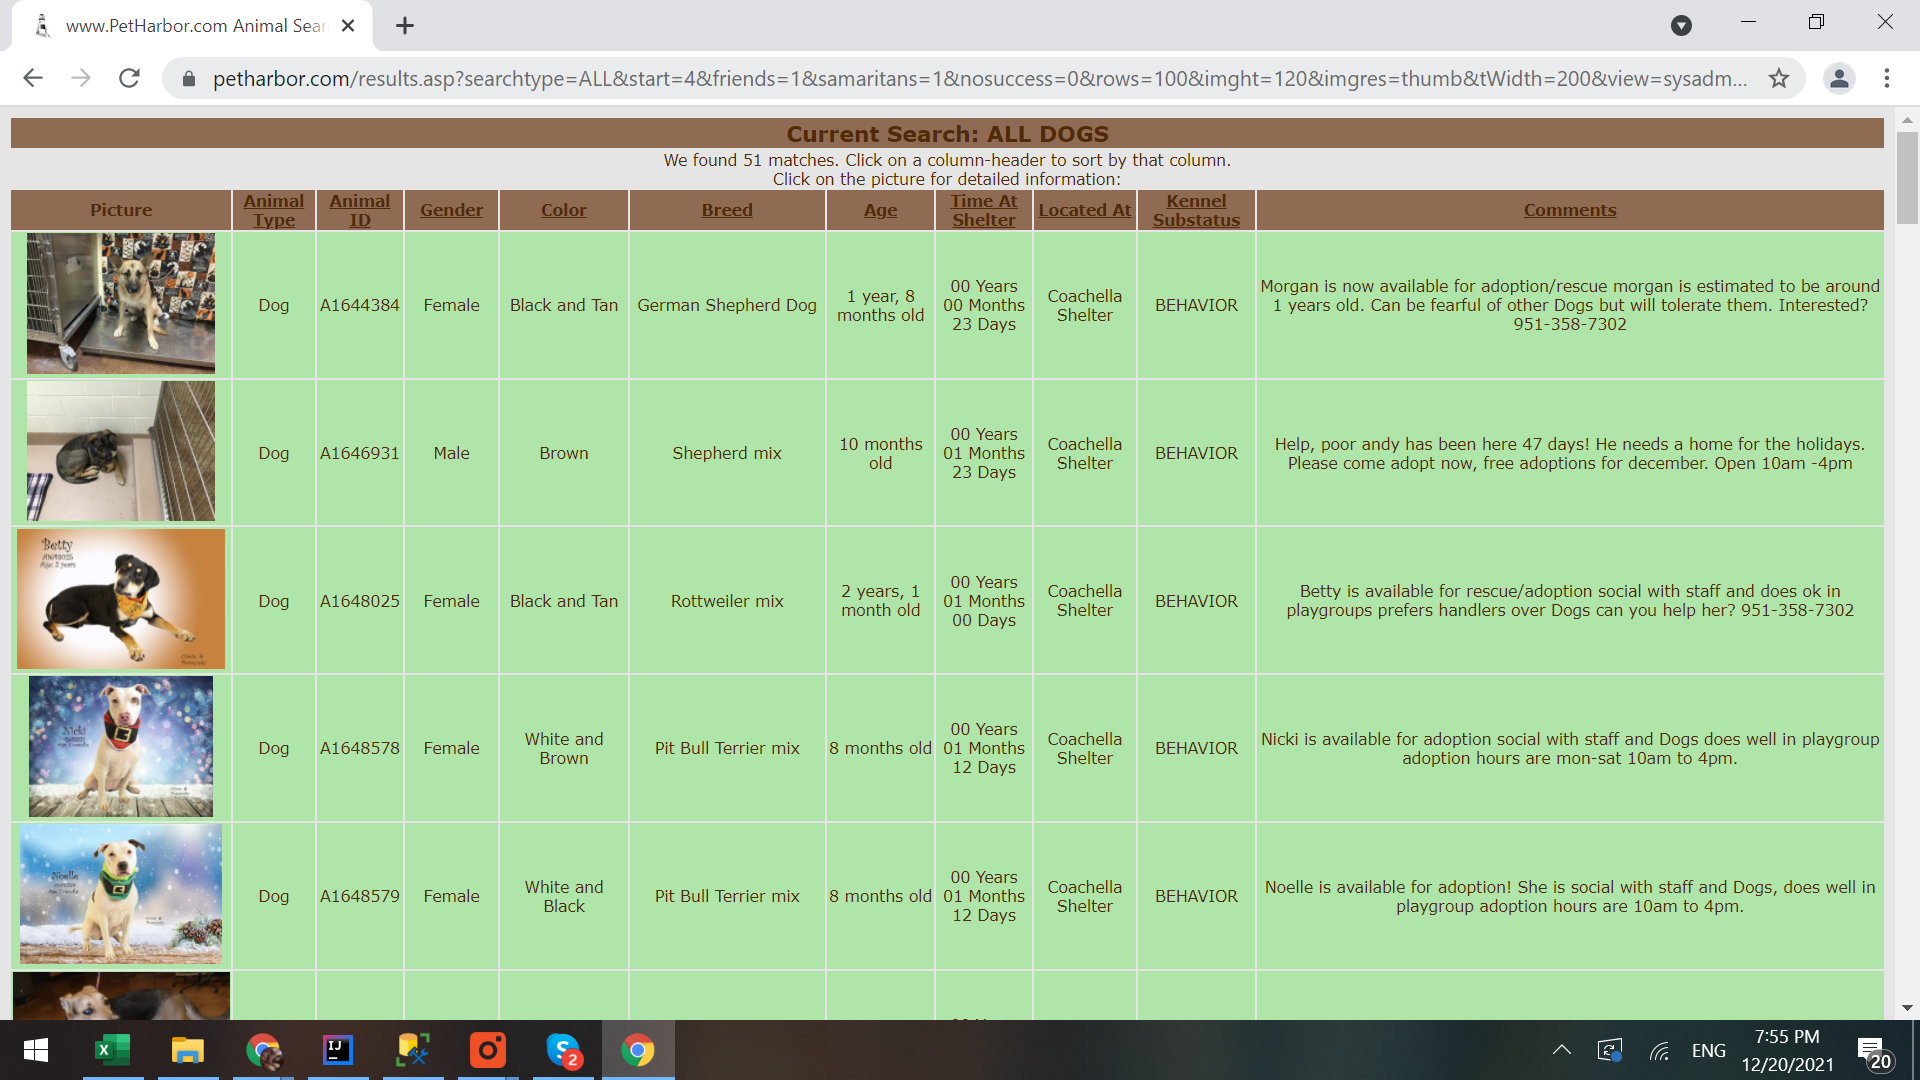 www.PetHarbor.com Animal Sear
petharbor.com/results.asp?searchtype=ALL&start=4&friends=1&samaritans=1&nosuccess=0&rows=100&imght=120&imgres=thumb&tWidth=200&view=sysadm...
Current Search: ALL DOGS
We found 51 matches. Click on a column-header to sort by that column.
Click on the picture for detailed information:
Picture
Animal
Type
Animal
ID
Gender
Color
Breed
Age
Time At
Shelter
Located At
Kennel
Substatus
Comments
Dog
A1644384
Female
Black and Tan
German Shepherd Dog
1 year, 8
months old
00 Years
00 Months
23 Days
Coachella
Shelter
BEHAVIOR
Morgan is now available for adoption/rescue morgan is estimated to be around
1 years old. Can be fearful of other Dogs but will tolerate them. Interested?
951-358-7302
Dog
A1646931
Male
Brown
Shepherd mix
10 months
old
00 Years
01 Months
23 Days
Coachella
Shelter
BEHAVIOR
Help, poor andy has been here 47 days! He needs a home for the holidays.
Please come adopt now, free adoptions for december. Open 10am -4pm
Betty
Age: 2 years
Dog
A1648025
Female
Black and Tan
Rottweiler mix
2 years, 1
month old
00 Years
01 Months
00 Days
Coachella
Shelter
BEHAVIOR
Betty is available for rescue/adoption social with staff and does ok in
playgroups prefers handlers over Dogs can you help her? 951-358-7302
Nicki
Dog
A1648578
Female
White and
Brown
Pit Bull Terrier mix
8 months old
00 Years
01 Months
12 Days
Coachella
Shelter
BEHAVIOR
Nicki is available for adoption social with staff and Dogs does well in playgroup
adoption hours are mon-sat 10am to 4pm.
Noelle
Dog
A1648579
Female
White and
Black
Pit Bull Terrier mix
8 months old
00 Years
01 Months
12 Days
Coachella
Shelter
BEHAVIOR
Noelle is available for adoption! She is social with staff and Dogs, does well in
playgroup adoption hours are 10am to 4pm.
IJ
2
ENG
7:55 PM
12/20/2021
20